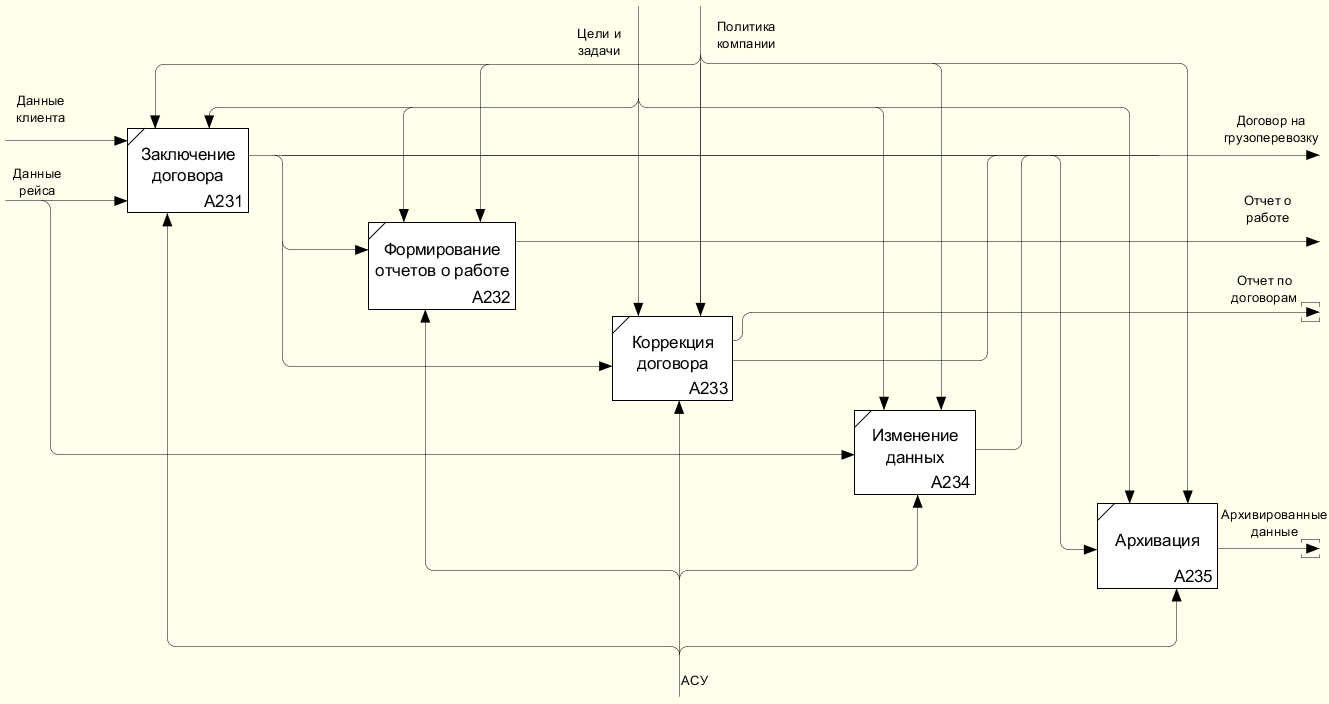 Цели и
задачи
Политика
компании
Данные
клиента
Данные
рейса
Заключение
договора
A231
Договор на
грузоперевозку
Формирование
отчетов о работе
A232
Отчет о
работе
Отчет по
договорам
Коррекция
договора
A233
Изменение
данных
A234
Архивация
A235
Архивированные
данные
АСУ